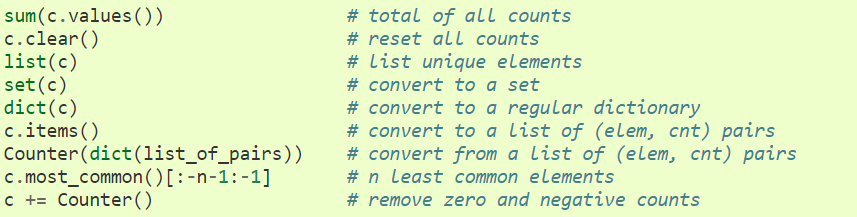 sum(c.values())                 # total of all counts
c.clear()                       # reset all counts
list(c)                         # list unique elements
set(c)                          # convert to a set
dict(c)                         # convert to a regular dictionary
c.items()                       # convert to a list of (elem, cnt) pairs
Counter(dict(list_of_pairs))    # convert from a list of (elem, cnt) pairs
c.most_common()[:-n-1:-1]       # n least common elements
c += Counter()                  # remove zero and negative counts